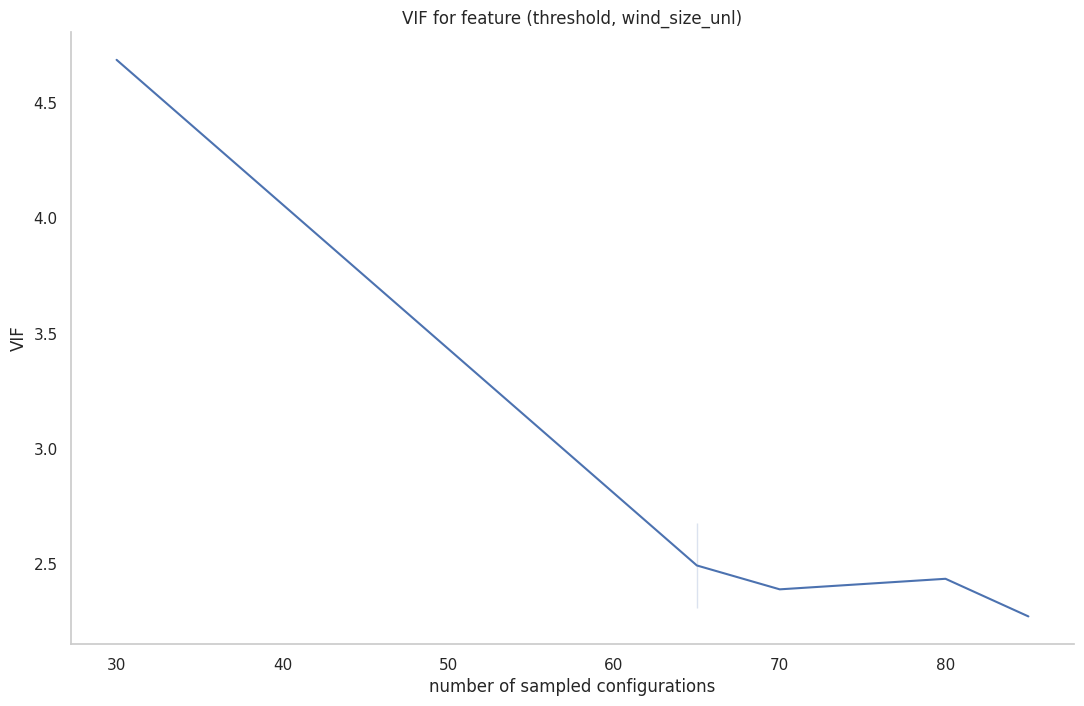 VIF for feature (threshold, wind_size_unl)
4.5
4.0
3.5
3.0
2.5
VIF
30 40 50 60 70 80
number of sampled configurations